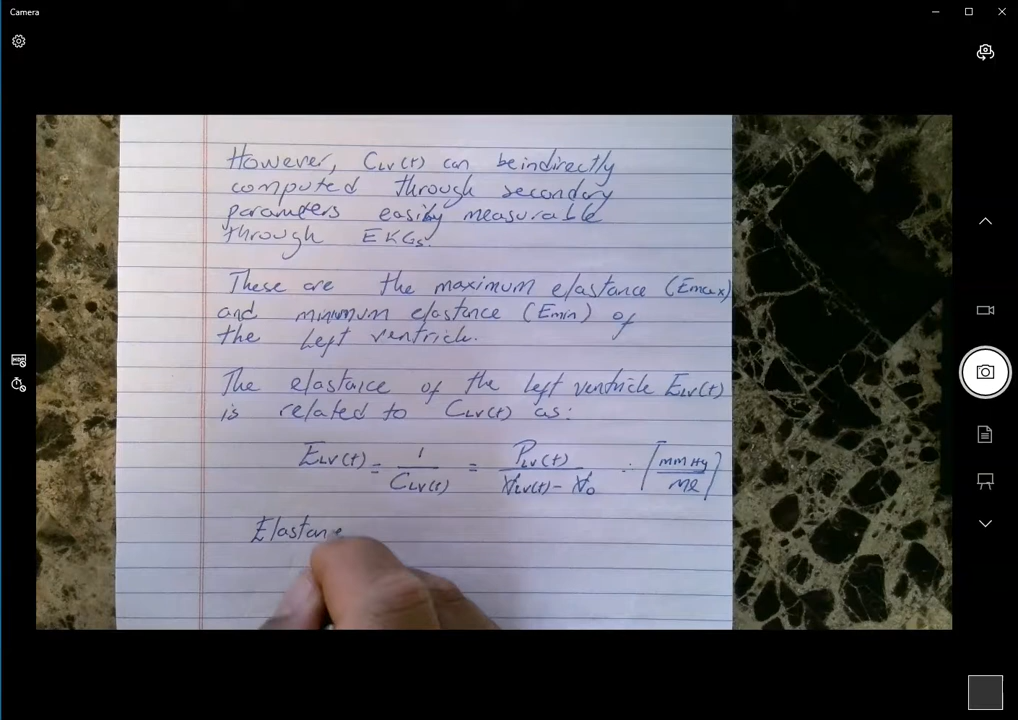 Camera
However, CLV(t) can be indirectly
computed through secondary
parameters easily measurable
through EKGs.
These are the maximum elastance (Emax)
and minimum elastance (Emin) of
the Left ventricle.
The elastance of the left ventricle ELV(t)
is related to CLV(t) as:
ELV(t) = 1 / CLV(t) = PLV(t) / (VLV(t) - V0) ∴ [mmHg / ml]
Elastance